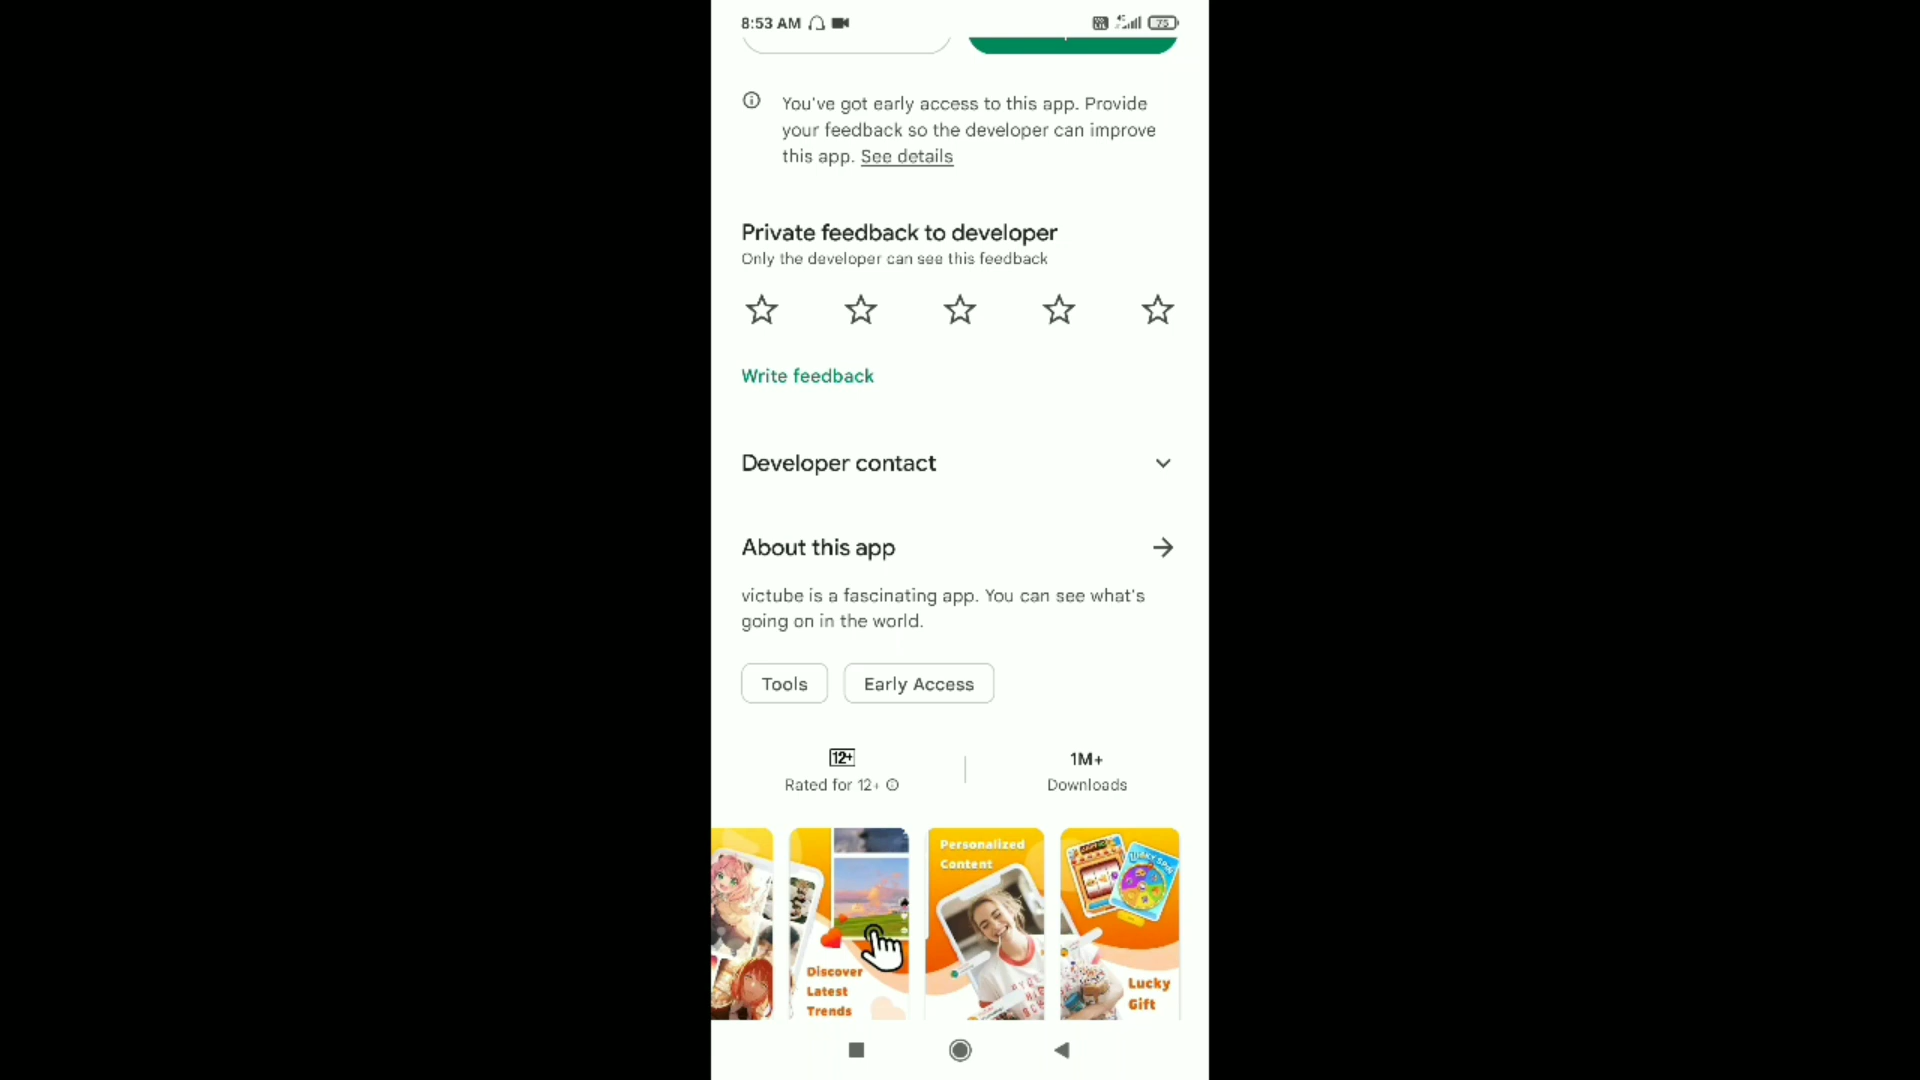 8:53 AM
75
You've got early access to this app. Provide
your feedback so the developer can improve
this app. See details
Private feedback to developer
Only the developer can see this feedback
Write feedback
Developer contact
About this app
victube is a fascinating app. You can see what's
going on in the world.
Tools
Early Access
12+
Rated for 12+
1M+
Downloads
Discover
Latest
Trends
Personalized
Content
LUCKY SPIN
Lucky
Gift